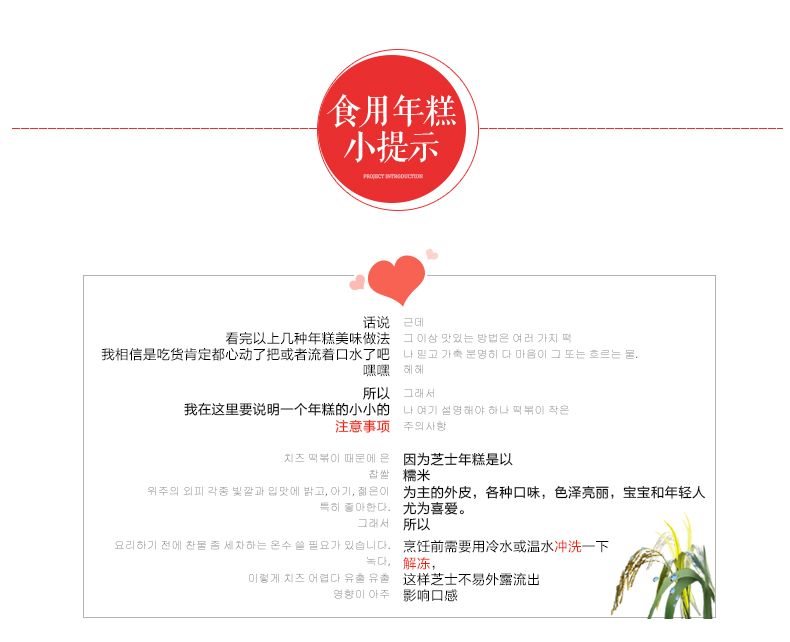 食用年糕
小提示
PROJECT INTRODUCTION
话说 근데
看完以上几种年糕美味做法 그 이상 맛있는 방법은 여러 가지 떡
我相信是吃货肯定都心动了把或者流着口水了吧 나 믿고 가축 분명히 다 마음이 그 또는 흐르는 물.
嘿嘿 헤헤
所以 그래서
我在这里要说明一个年糕的小小的 나 여기 설명해야 하나 떡볶이 작은
注意事项 주의사항
치즈 떡볶이 때문에 은 因为芝士年糕是以
찹쌀 糯米
위주의 외피 각종 빛깔과 입맛에 밝고, 아기, 젊은이 为主的外皮，各种口味，色泽亮丽，宝宝和年轻人
특히 좋아한다. 尤为喜爱。
그래서 所以
요리하기 전에 찬물 좀 세차하는 온수 쓸 필요가 있습니다. 烹饪前需要用冷水或温水冲洗一下
녹다, 解冻，
이렇게 치즈 어렵다 유출 유출 这样芝士不易外露流出
영향이 아주 影响口感